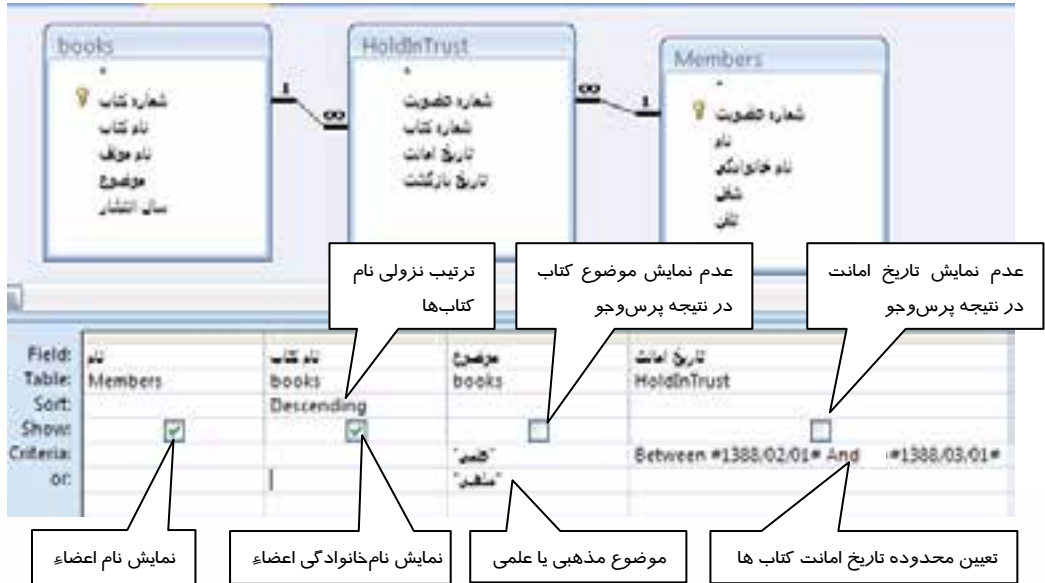 books
*
شماره کتاب
نام کتاب
نام مولف
موضوع
سال انتشار
1
∞
HoldInTrust
*
شماره عضویت
شماره کتاب
تاریخ امانت
تاریخ بازگشت
∞
1
Members
*
شماره عضویت
نام
نام خانوادگی
شغل
تلفن
ترتیب نزولی نام
کتاب‌ها
عدم نمایش موضوع کتاب
در نتیجه پرس‌وجو
عدم نمایش تاریخ امانت
در نتیجه پرس‌وجو
Field: نام نام کتاب موضوع تاریخ امانت
Table: Members books books HoldInTrust
Sort: Descending
Show:
Criteria: "علمی" Between #1388/02/01# And #1388/03/01#
or: "مذهبی"
نمایش نام اعضاءِ
نمایش نام‌خانوادگی اعضاءِ
موضوع مذهبی یا علمی
تعیین محدوده تاریخ امانت کتاب ها